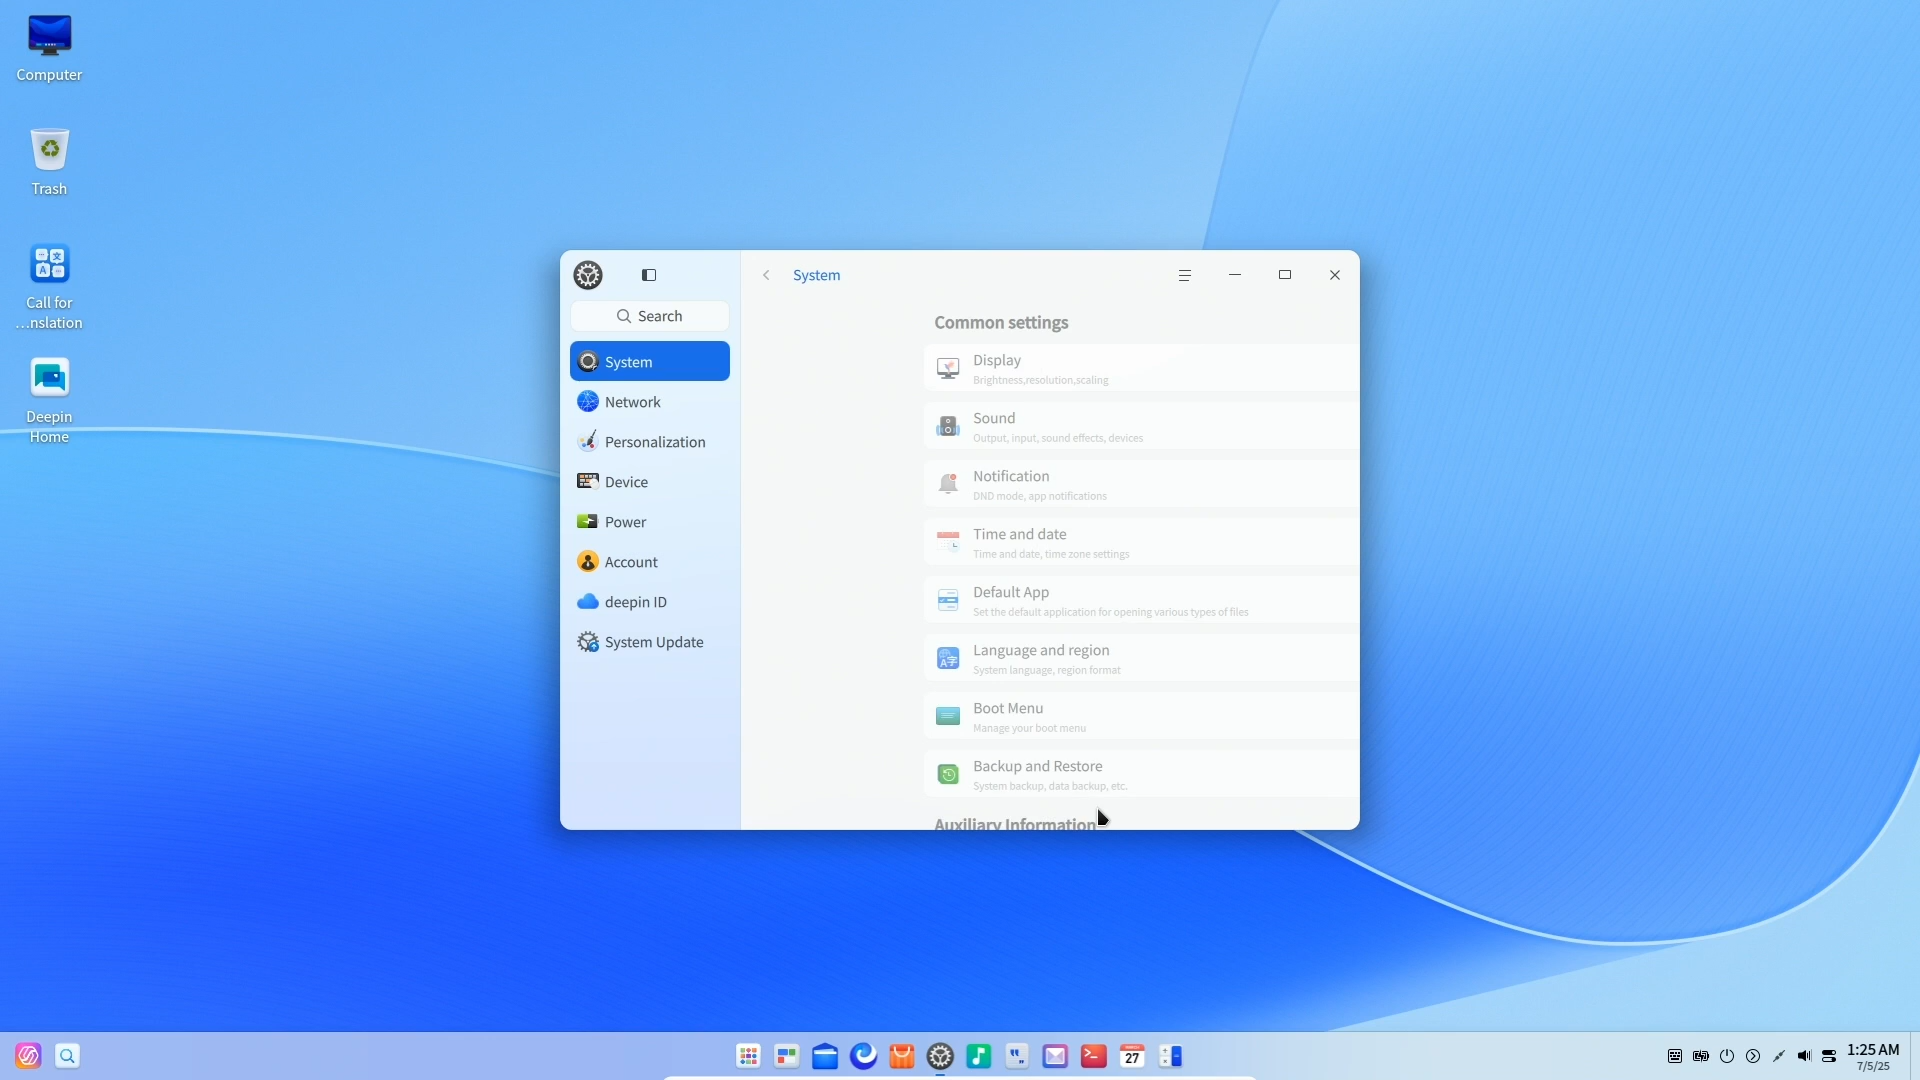 Computer
Trash
Call for
...nslation
Deepin
Home
System
Search
System
Network
Personalization
Device
Power
Account
deepin ID
System Update
Common settings
Display
Brightness,resolution,scaling
Sound
Output, input, sound effects, devices
Notification
DND mode, app notifications
Time and date
Time and date, time zone settings
Default App
Set the default application for opening various types of files
Language and region
System language, region format
Boot Menu
Manage your boot menu
Backup and Restore
System backup, data backup, etc.
Auxiliary Information
27
1:25 AM
7/5/25